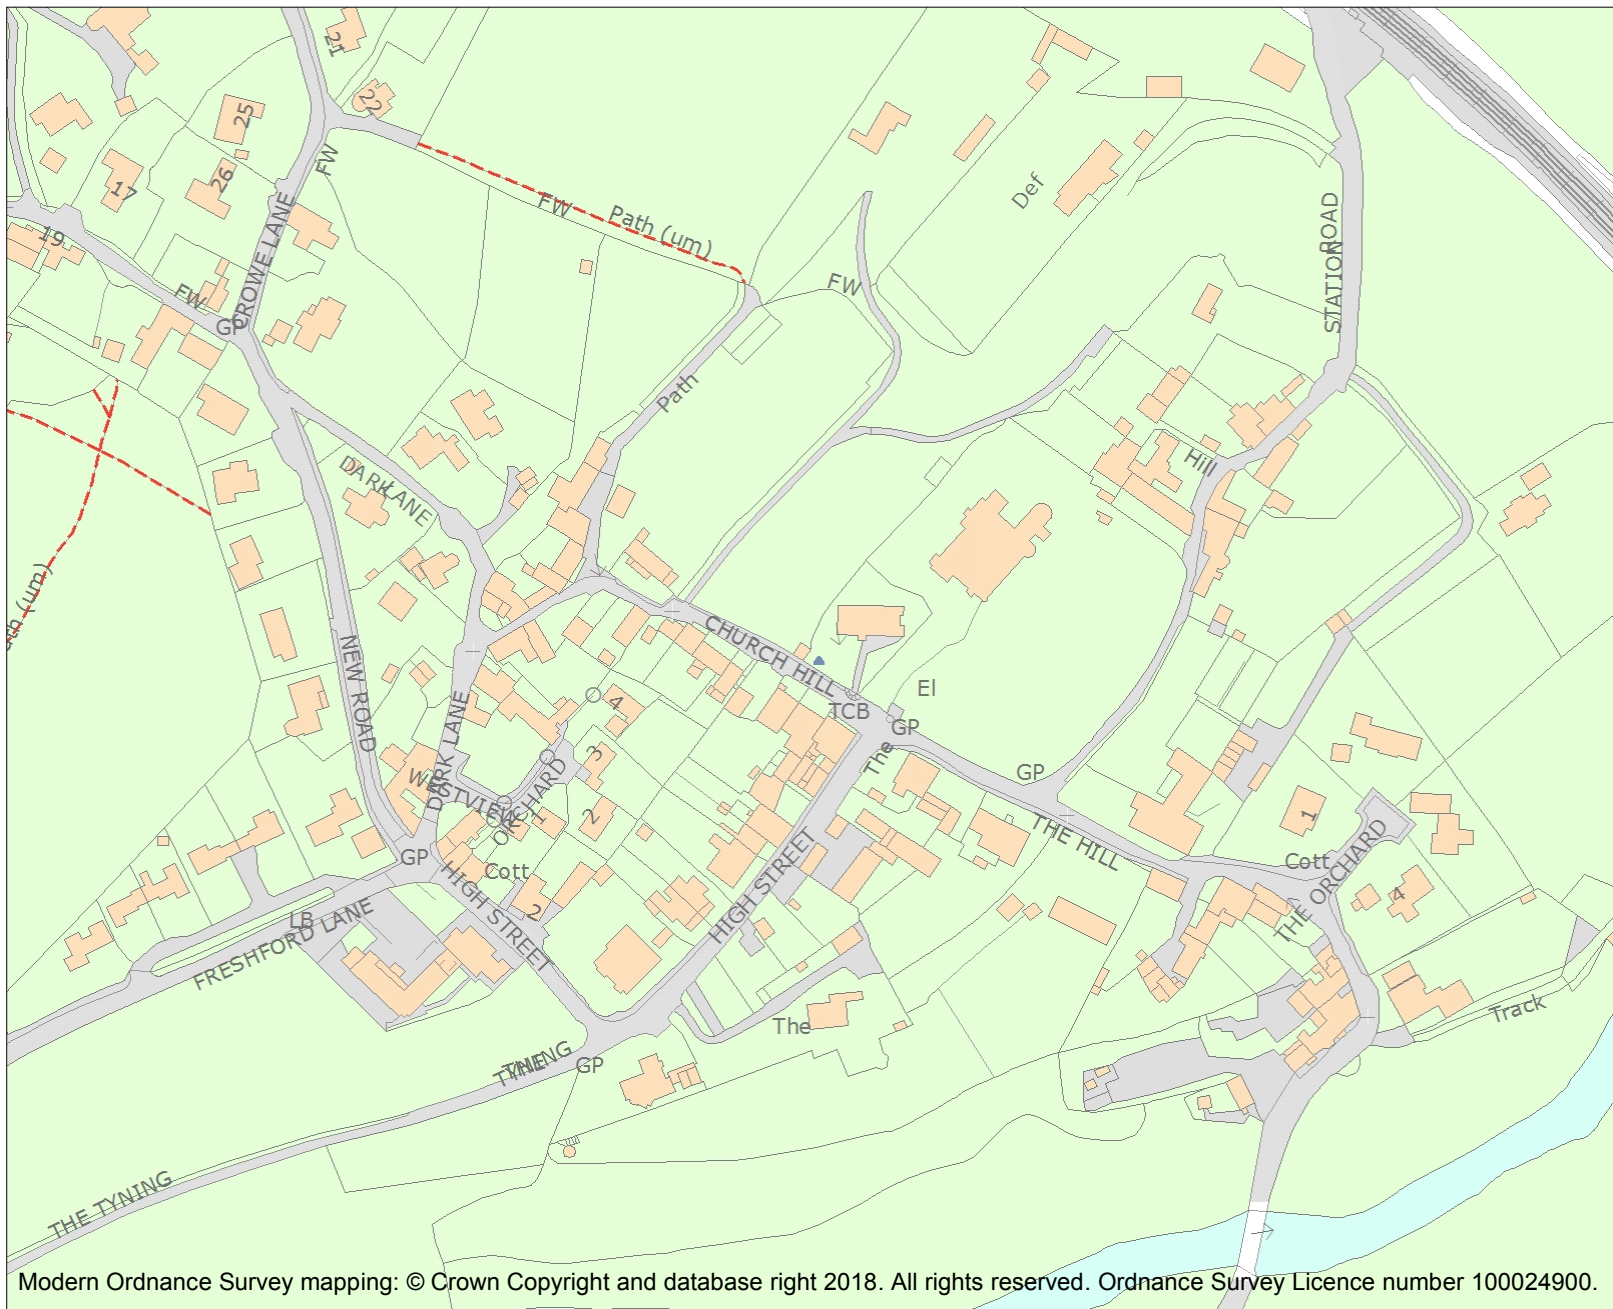 21
22
25
FW
17
26
FW
Path (um)
19
CROWE LANE
FW
GP
Def
STATION ROAD
FW
Path
DARK LANE
Hill
(um)
NEW ROAD
CHURCH HILL
El
4
TCB
GP
The
DARK LANE
3
GP
WESTVIEW
ORCHARD
1
2
THE HILL
1
GP
Cott
Cott
HIGH STREET
HIGH STREET
THE ORCHARD
4
2
LB
FRESHFORD LANE
The
Track
THE
TYNING
GP
THE TYNING
Modern Ordnance Survey mapping: © Crown Copyright and database right 2018. All rights reserved. Ordnance Survey Licence number 100024900.